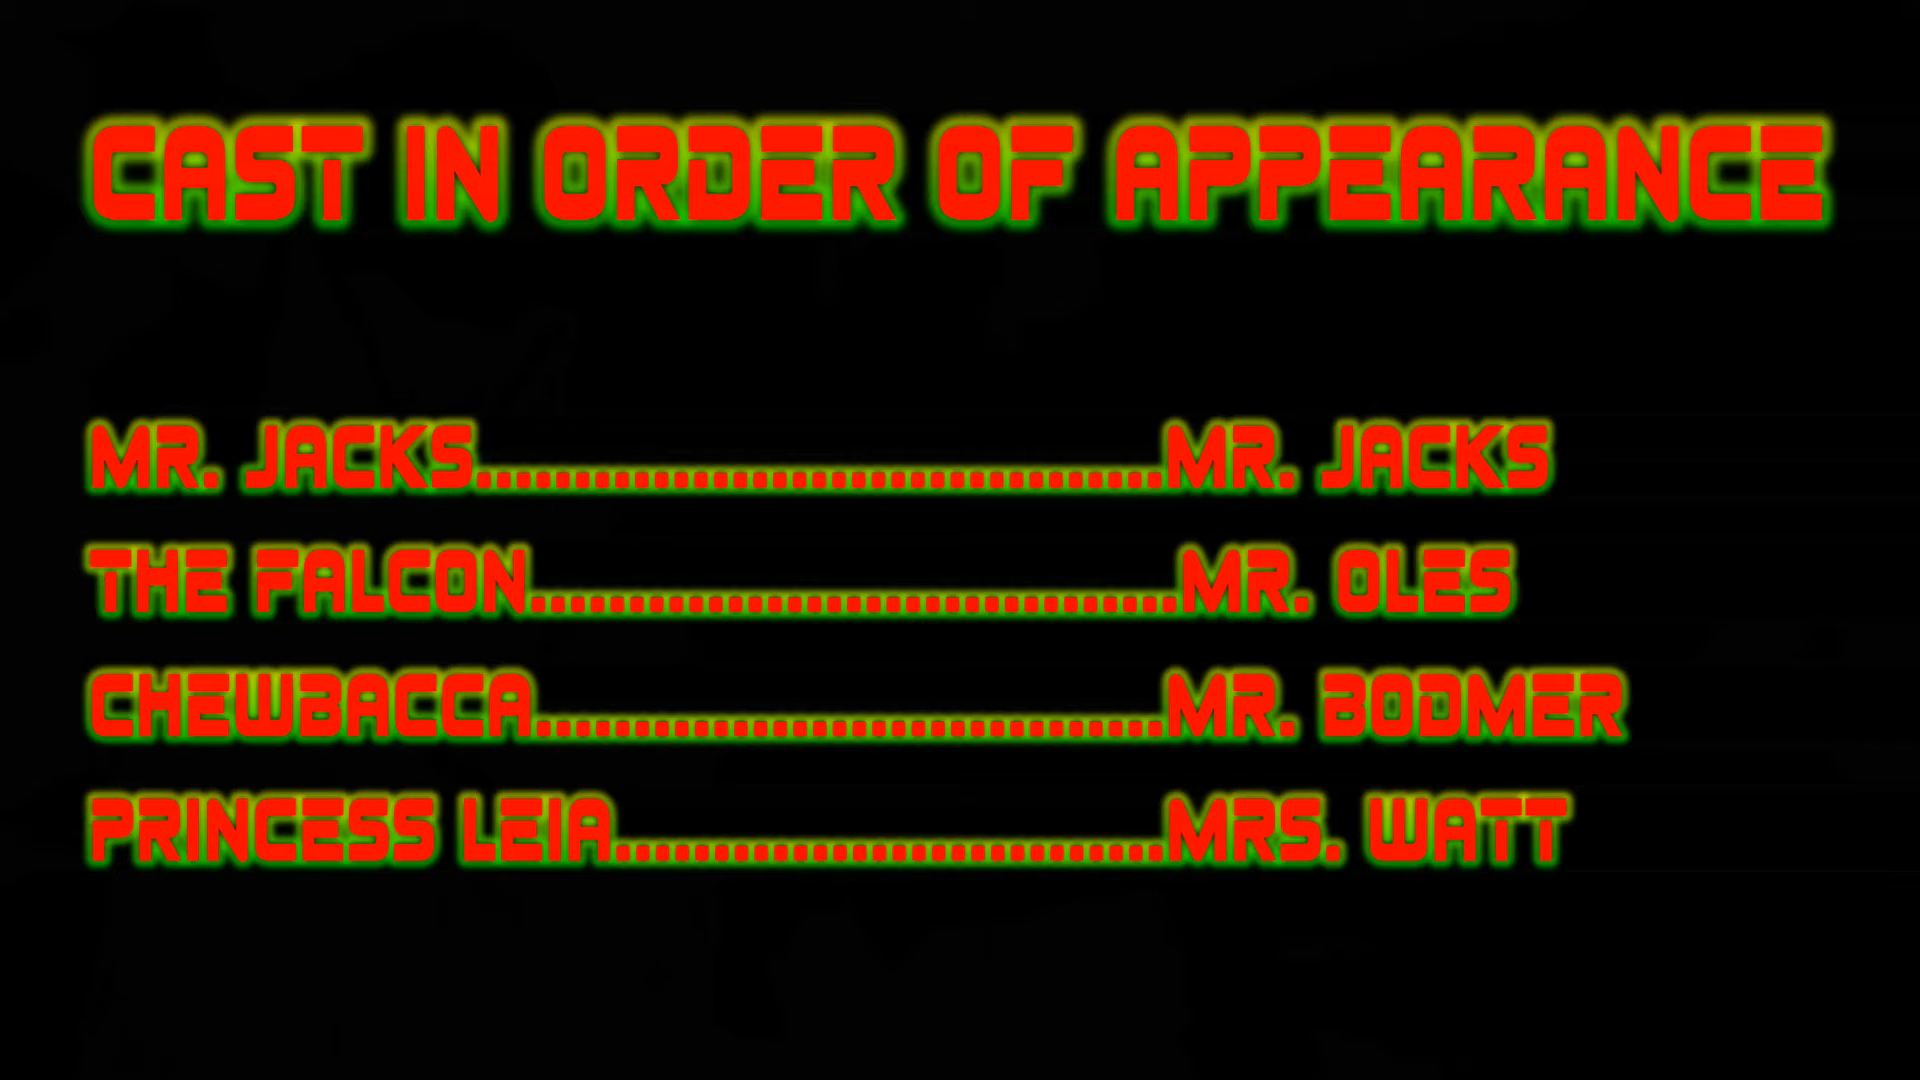 CAST IN ORDER OF APPEARANCE
MR. JACKS...................................MR. JACKS
THE FALCON.................................MR. OLES
CHEWBACCA................................MR. BODMER
PRINCESS LEIA............................MRS. WATT